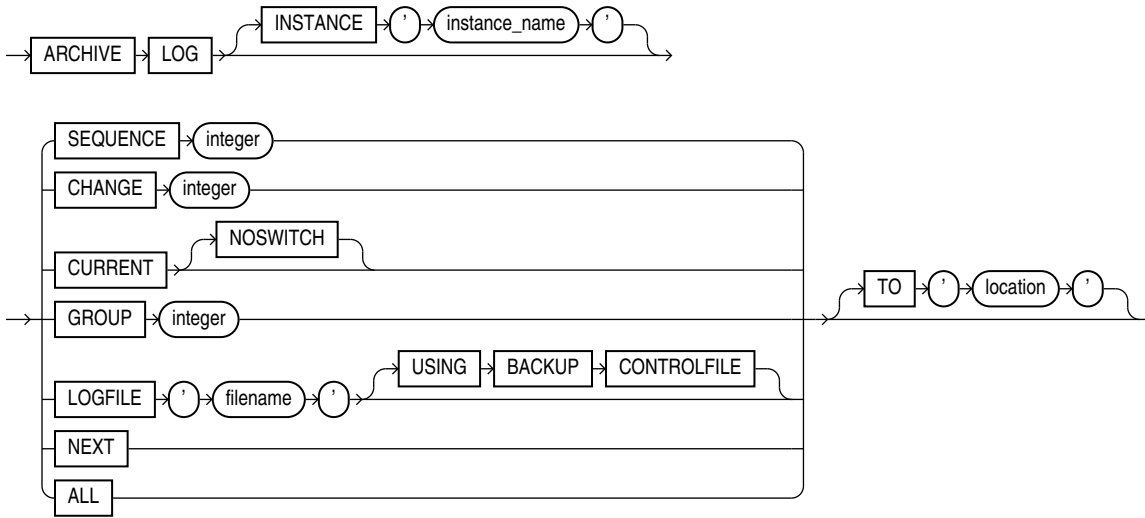 INSTANCE ' instance_name '
ARCHIVE LOG
SEQUENCE integer
CHANGE integer
NOSWITCH
CURRENT
TO ' location '
GROUP integer
USING BACKUP CONTROLFILE
LOGFILE ' filename '
NEXT
ALL